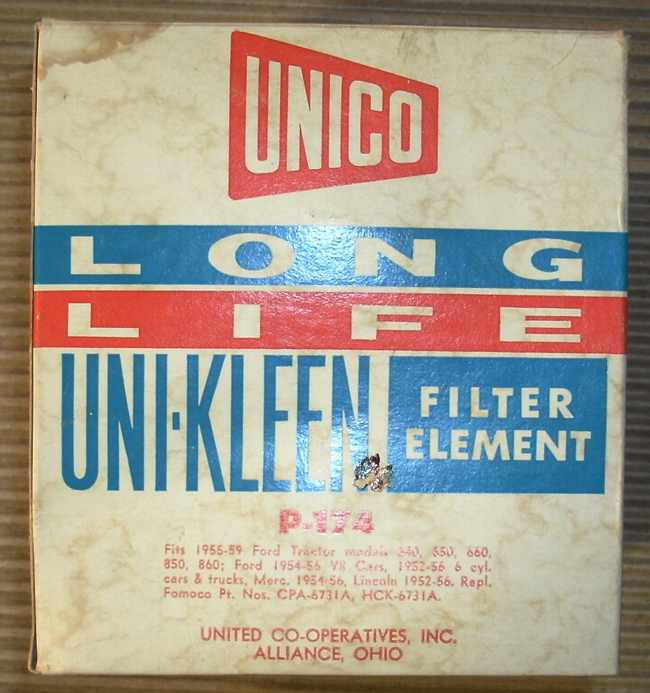 UNICO
LONG
LIFE
UNI-KLEEN
FILTER
ELEMENT
P-174
Fits 1955-59 Ford Tractor models 640, 650, 660,
850, 860; Ford 1954-56 V8 Cars, 1952-56 6 cyl.
cars & trucks, Merc. 1954-56, Lincoln 1952-56. Repl.
Fomoco Pt. Nos. CPA-6731A, HCK-6731A.
UNITED CO-OPERATIVES, INC.
ALLIANCE, OHIO